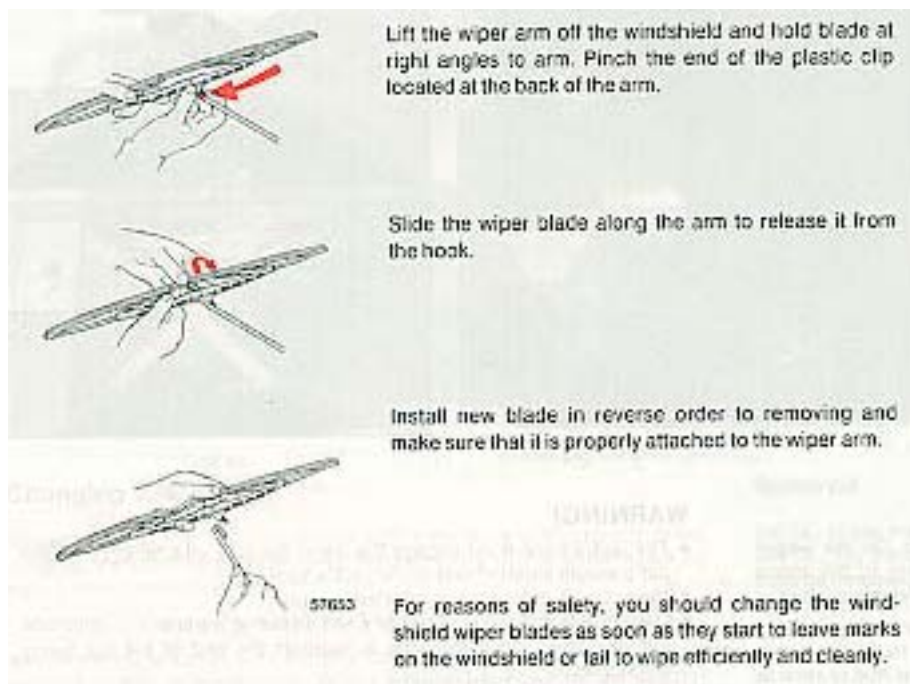 Lift the wiper arm off the windshield and hold blade at
right angles to arm. Pinch the end of the plastic clip
located at the back of the arm.
Slide the wiper blade along the arm to release it from
the hook.
Install new blade in reverse order to removing and
make sure that it is properly attached to the wiper arm.
WARNING!
57653
For reasons of safety, you should change the wind-
shield wiper blades as soon as they start to leave marks
on the windshield or fail to wipe efficiently and cleanly.